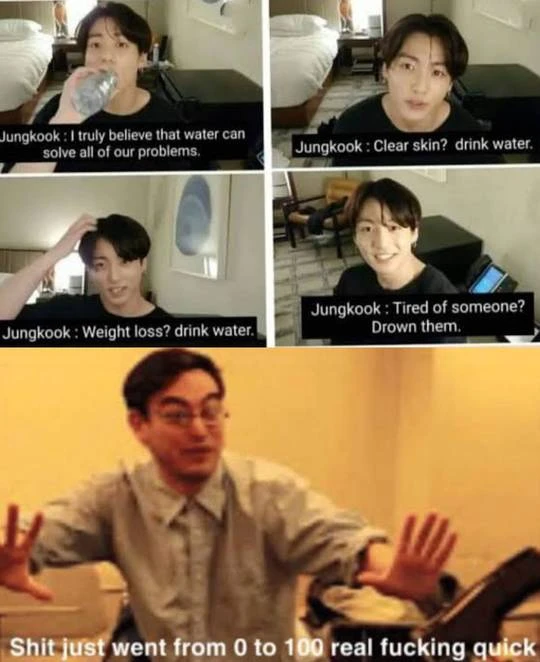 Jungkook : I truly believe that water can
solve all of our problems.
Jungkook : Clear skin? drink water.
Jungkook : Weight loss? drink water.
Jungkook : Tired of someone?
Drown them.
Shit just went from 0 to 100 real fucking quick